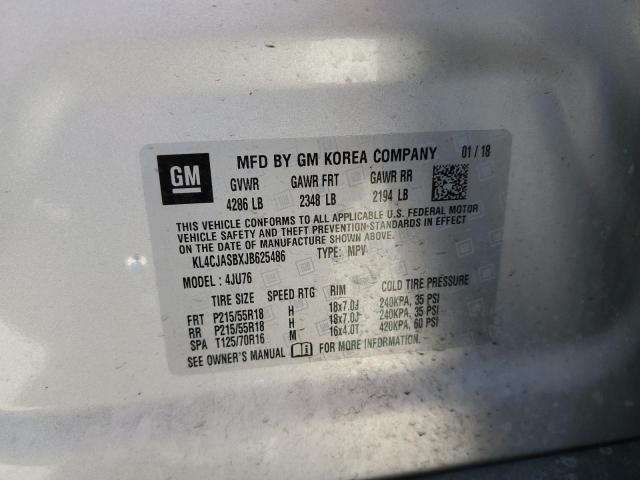 GM
MFD BY GM KOREA COMPANY 01 / 18
GVWR GAWR FRT GAWR RR
4286 LB 2348 LB 2194 LB
THIS VEHICLE CONFORMS TO ALL APPLICABLE U.S. FEDERAL MOTOR
VEHICLE SAFETY AND THEFT PREVENTION STANDARDS IN EFFECT
ON THE DATE OF MANUFACTURE SHOWN ABOVE.
KL4CJASBXJB625486 TYPE: MPV
MODEL : 4JU76
TIRE SIZE SPEED RTG RIM COLD TIRE PRESSURE
FRT P215/55R18 H 18x7.0J 240KPA, 35 PSI
RR P215/55R18 H 18x7.0J 240KPA, 35 PSI
SPA T125/70R16 M 16x4.0T 420KPA, 60 PSI
SEE OWNER'S MANUAL FOR MORE INFORMATION.